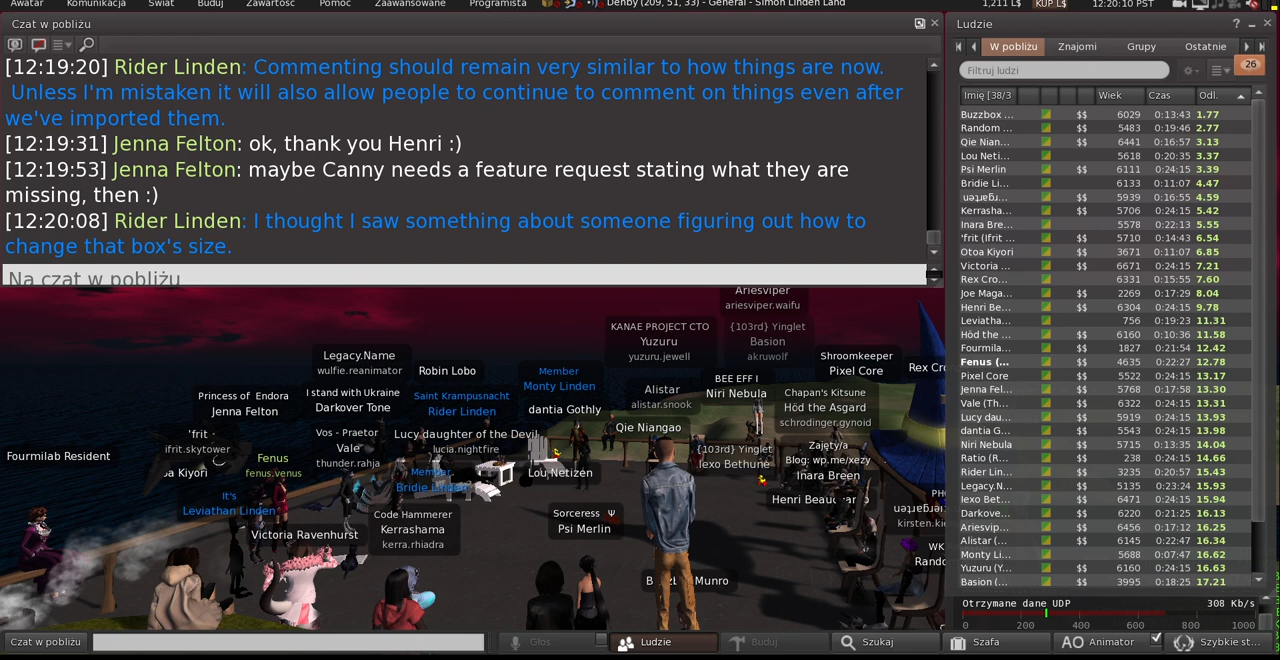 Awatar Komunikacja Świat Buduj Zawartość Pomoc Zaawansowane Programista Denby (209, 51, 33) - General - Simon Linden Land 1,211 L$ KUP L$ 12:20:10 PST
Czat w pobliżu
[12:19:20] Rider Linden: Commenting should remain very similar to how things are now.
Unless I'm mistaken it will also allow people to continue to comment on things even after
we've imported them.
[12:19:31] Jenna Felton: ok, thank you Henri :)
[12:19:53] Jenna Felton: maybe Canny needs a feature request stating what they are
missing, then :)
[12:20:08] Rider Linden: I thought I saw something about someone figuring out how to
change that box's size.
Na czat w pobliżu
Ariesviper
ariesviper.waifu
KANAE PROJECT CTO
Yuzuru
yuzuru.jewell
{103rd} Yinglet
Basion
akruwolf
Legacy.Name
wulfie.reanimator
Robin Lobo
Member
Monty Linden
Shroomkeeper
Pixel Core
Rex Cro
Princess of Endora
Jenna Felton
I stand with Ukraine
Darkover Tone
Saint Krampusnacht
Rider Linden
dantia Gothly
Alistar
alistar.snook
BEE EFF I
Niri Nebula
Chapan's Kitsune
Höd the Asgard
schrodinger.gynoid
'frit -
ifrit.skytower
Vos - Praetor
Vale
thunder.rahja
Lucy daughter of the Devil
lucia.nightfire
Qie Niangao
Fourmilab Resident
oa Kiyori
Fenus
fenus.venus
Member
Bridie Linden
Lou Netizen
{103rd} Yinglet
Iexo Bethune
Zajęty/a
Blog: wp.me/xezy
Inara Breen
It's
Leviathan Linden
Henri Beauchamp
Victoria Ravenhurst
Code Hammerer
Kerrashama
kerra.rhiadra
Sorceress Ψ
Psi Merlin
kirsten.kie
WK
Rando
Munro
Czat w pobliżu Głos Ludzie Buduj Szukaj Szafa AO Animator Szybkie st...
Ludzie
W pobliżu Znajomi Grupy Ostatnie
Filtruj ludzi 26
Imię [38/3 Wiek Czas Odl.
Buzzbox ... $$ 6029 0:13:43 1.77
Random ... $$ 5483 0:19:46 2.77
Qie Nian... $$ 6441 0:16:57 3.13
Lou Neti... 5618 0:20:35 3.37
Psi Merlin $$ 6111 0:24:15 3.39
Bridie Li... 6133 0:11:07 4.47
$$ 5939 0:16:55 4.59
Kerrasha... $$ 5706 0:24:15 5.42
Inara Bre... 5578 0:22:13 5.55
'frit (Ifrit ... $$ 5710 0:14:43 6.54
Otoa Kiyori $$ 3671 0:11:07 6.85
Victoria ... $$ 6671 0:24:15 7.21
Rex Cro... 6331 0:15:55 7.60
Joe Maga... $$ 2269 0:17:29 8.04
Henri Be... $$ 6304 0:24:15 9.78
Leviatha... 756 0:19:23 11.31
Höd the ... $$ 6160 0:10:36 11.58
Fourmila... $$ 1827 0:21:54 12.42
Fenus (... $$ 4635 0:22:27 12.78
Pixel Core $$ 5522 0:24:15 13.17
Jenna Fel... $$ 5768 0:17:58 13.30
Vale (Th... $$ 6322 0:24:15 13.31
Lucy dau... $$ 5919 0:24:15 13.93
dantia G... $$ 5543 0:24:15 13.98
Niri Nebula $$ 5715 0:13:35 14.04
Ratio (R... $$ 238 0:24:15 14.66
Rider Lin... $$ 3235 0:20:57 15.43
Legacy.N... $$ 5135 0:23:24 15.93
Iexo Bet... $$ 6471 0:24:15 15.94
Darkove... $$ 6220 0:21:25 16.13
Ariesvip... $$ 6456 0:17:12 16.25
Alistar (... $$ 6145 0:22:47 16.34
Monty Li... 5688 0:07:47 16.62
Yuzuru (Y... $$ 6160 0:24:15 16.63
Basion (... $$ 3995 0:18:25 17.21
Otrzymane dane UDP 308 Kb/s
0 200 400 600 800 1000